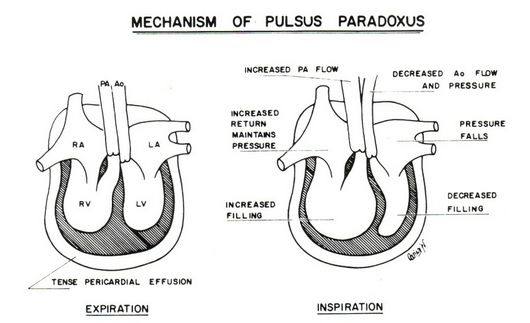 MECHANISM OF PULSUS PARADOXUS
PA Ao
RA
LA
RV
LV
TENSE PERICARDIAL EFFUSION
EXPIRATION
INCREASED PA FLOW
DECREASED Ao FLOW
AND PRESSURE
INCREASED
RETURN
MAINTAINS
PRESSURE
PRESSURE
FALLS
INCREASED
FILLING
DECREASED
FILLING
INSPIRATION